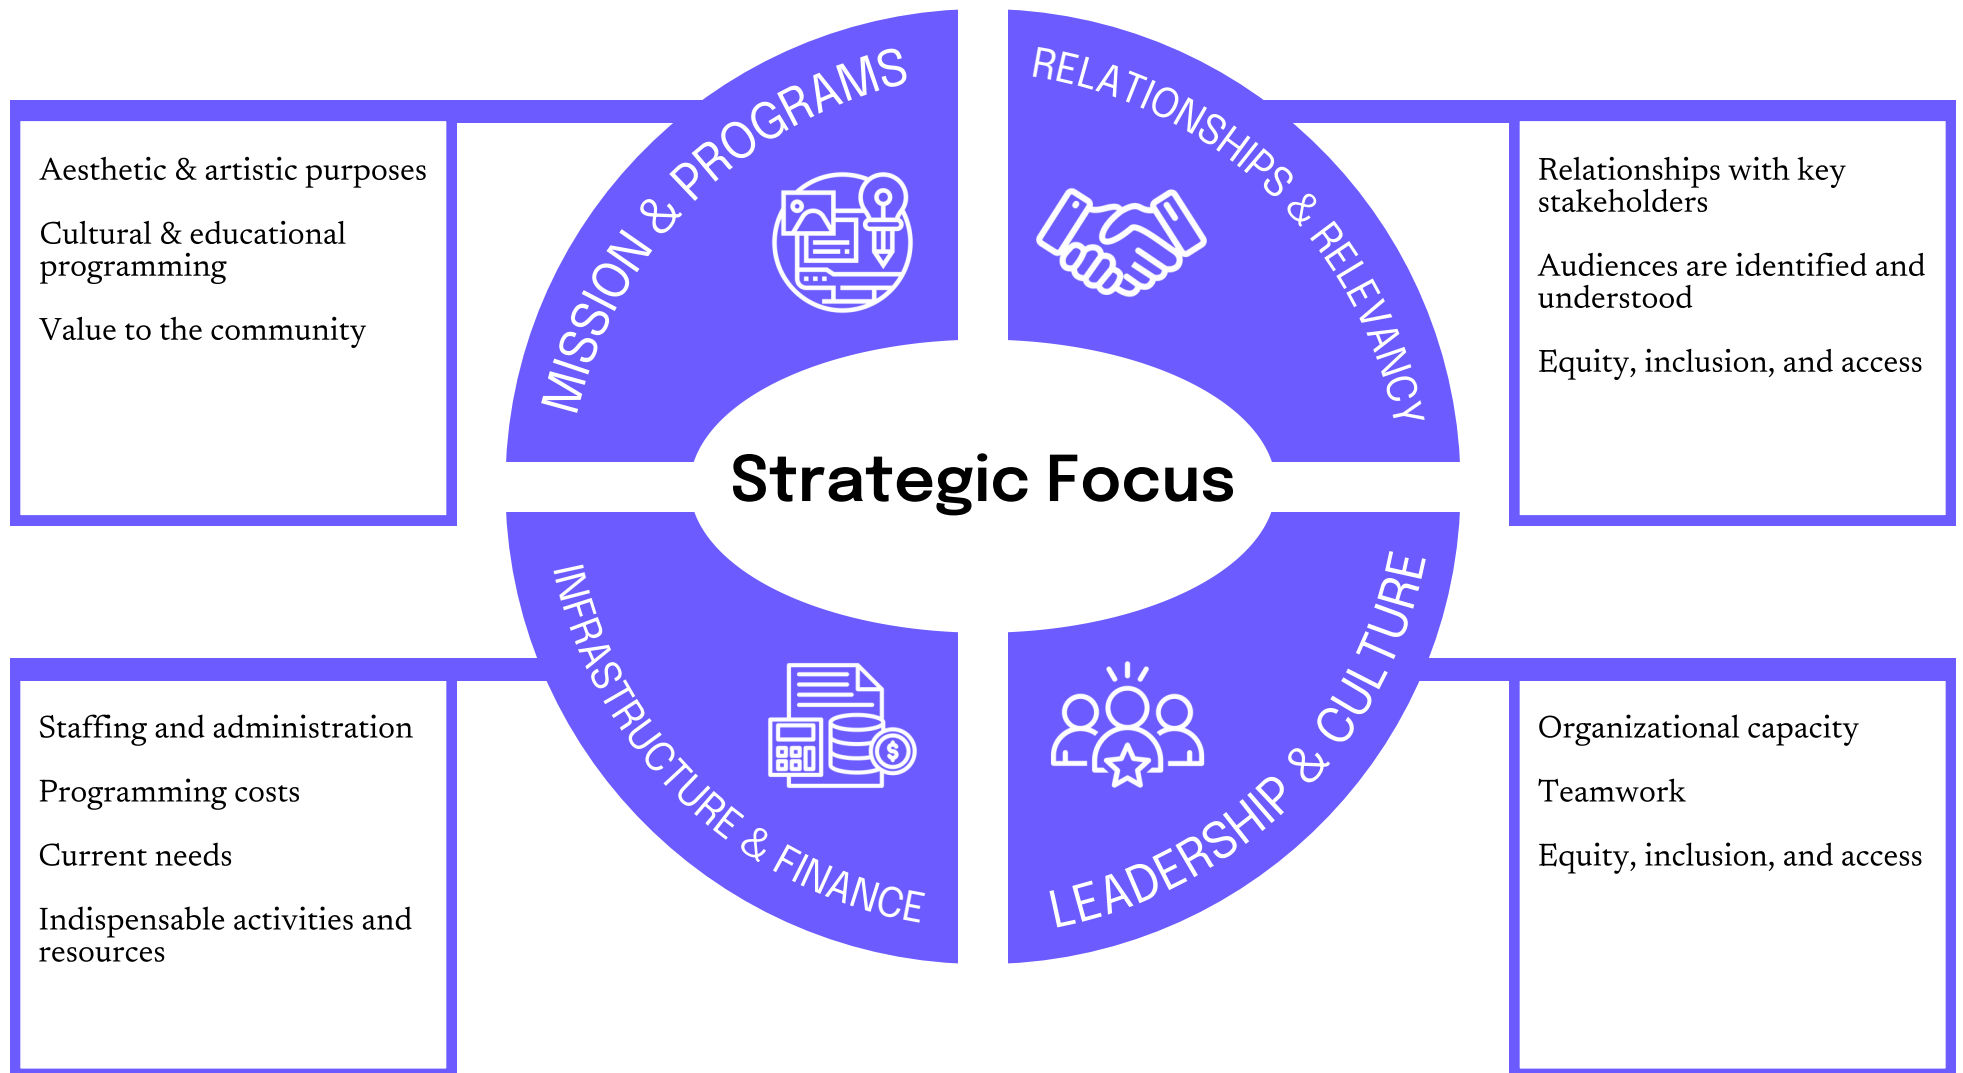 MISSION & PROGRAMS
Aesthetic & artistic purposes
Cultural & educational
programming
Value to the community
RELATIONSHIPS & RELEVANCY
Relationships with key
stakeholders
Audiences are identified and
understood
Equity, inclusion, and access
Strategic Focus
INFRASTRUCTURE & FINANCE
Staffing and administration
Programming costs
Current needs
Indispensable activities and
resources
$
LEADERSHIP & CULTURE
Organizational capacity
Teamwork
Equity, inclusion, and access